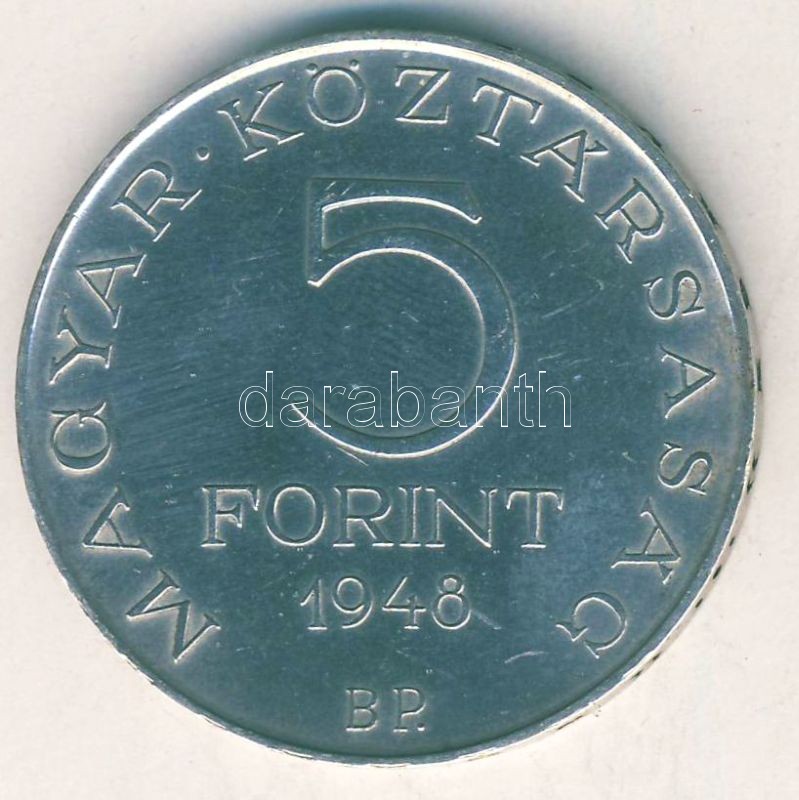 MAGYAR·KÖZTÁRSASÁG
5
FORINT
1948
BP.
darabanth